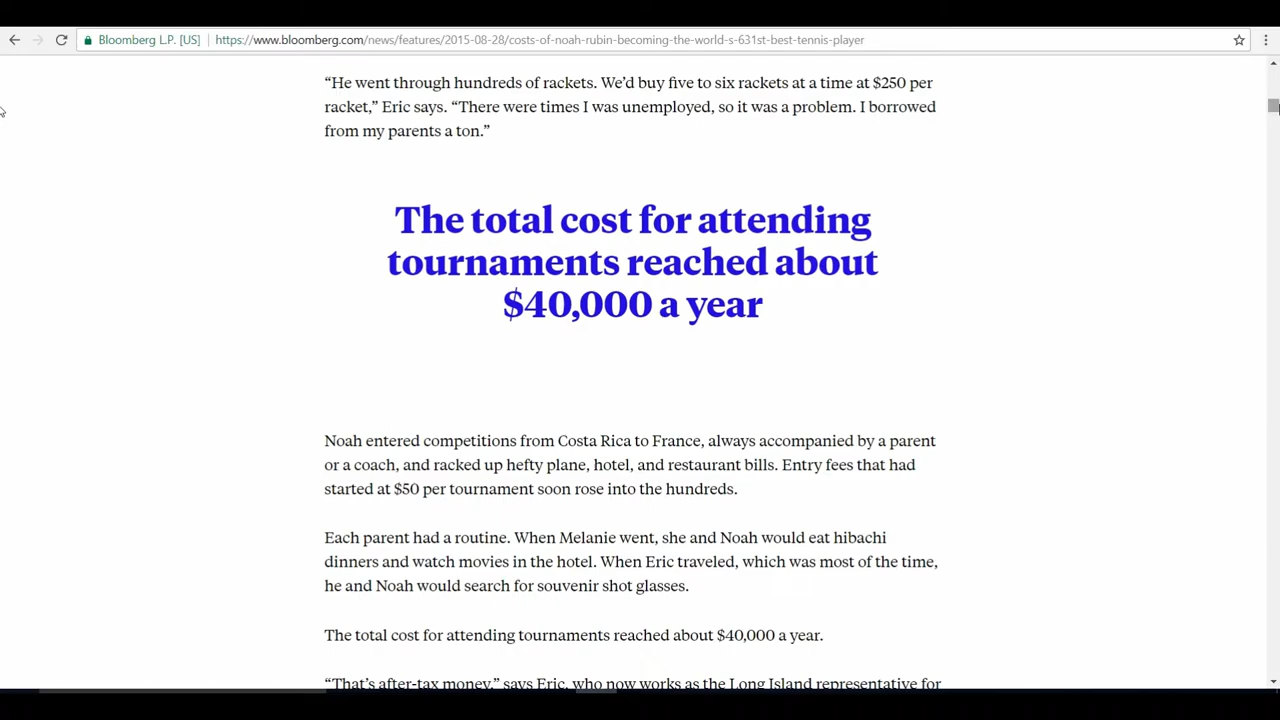 Bloomberg L.P. [US] https://www.bloomberg.com/news/features/2015-08-28/costs-of-noah-rubin-becoming-the-world-s-631st-best-tennis-player
“He went through hundreds of rackets. We’d buy five to six rackets at a time at $250 per
racket,” Eric says. “There were times I was unemployed, so it was a problem. I borrowed
from my parents a ton.”
The total cost for attending
tournaments reached about
$40,000 a year
Noah entered competitions from Costa Rica to France, always accompanied by a parent
or a coach, and racked up hefty plane, hotel, and restaurant bills. Entry fees that had
started at $50 per tournament soon rose into the hundreds.
Each parent had a routine. When Melanie went, she and Noah would eat hibachi
dinners and watch movies in the hotel. When Eric traveled, which was most of the time,
he and Noah would search for souvenir shot glasses.
The total cost for attending tournaments reached about $40,000 a year.
“That’s after-tax money,” says Eric, who now works as the Long Island representative for